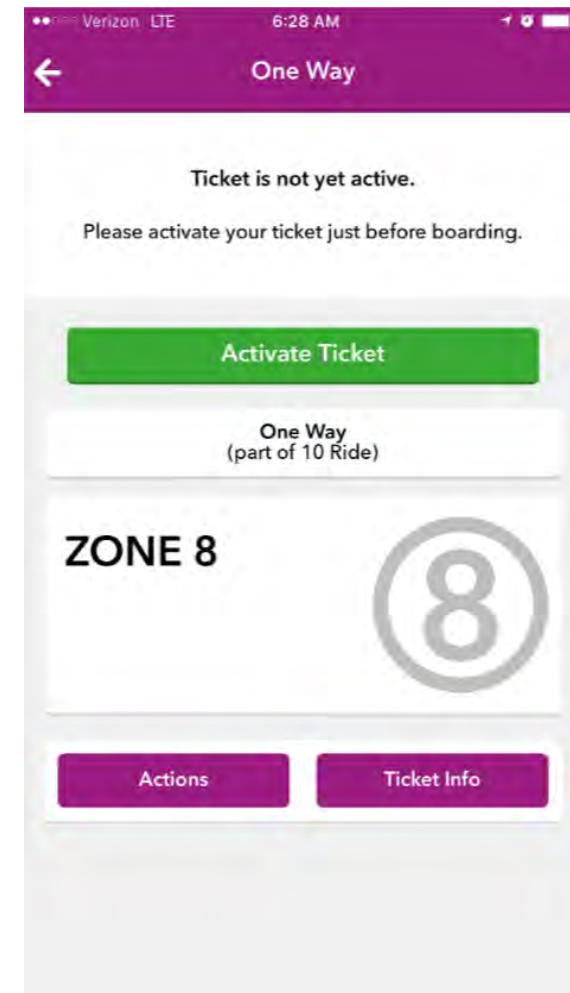 Verizon LTE 6:28 AM
One Way
Ticket is not yet active.
Please activate your ticket just before boarding.
Activate Ticket
One Way
(part of 10 Ride)
ZONE 8
8
Actions Ticket Info